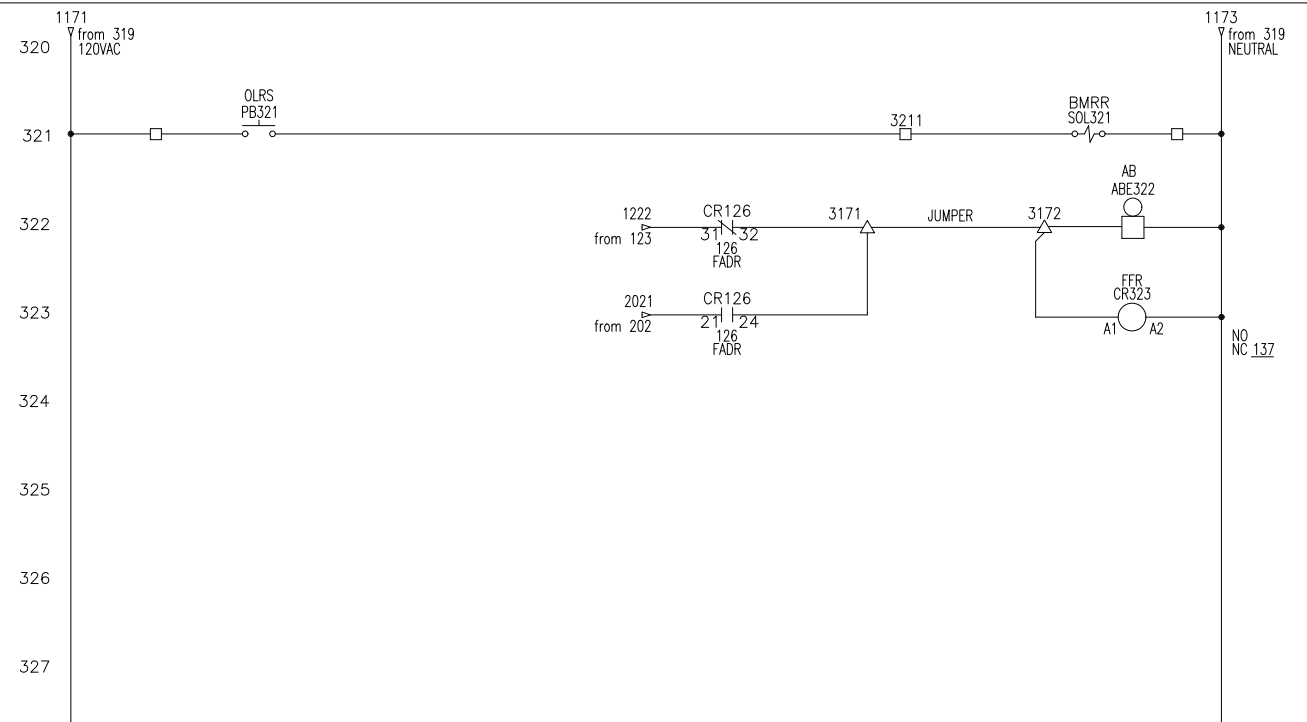 1171
from 319
120VAC
1173
from 319
NEUTRAL
320
OLRS
PB321
BMRR
SOL321
3211
321
AB
ABE322
1222
from 123
CR126
31 32
126
FADR
3171
JUMPER
3172
322
FFR
CR323
2021
from 202
CR126
21 24
126
FADR
A1 A2
323
NO
NC 137
324
325
326
327